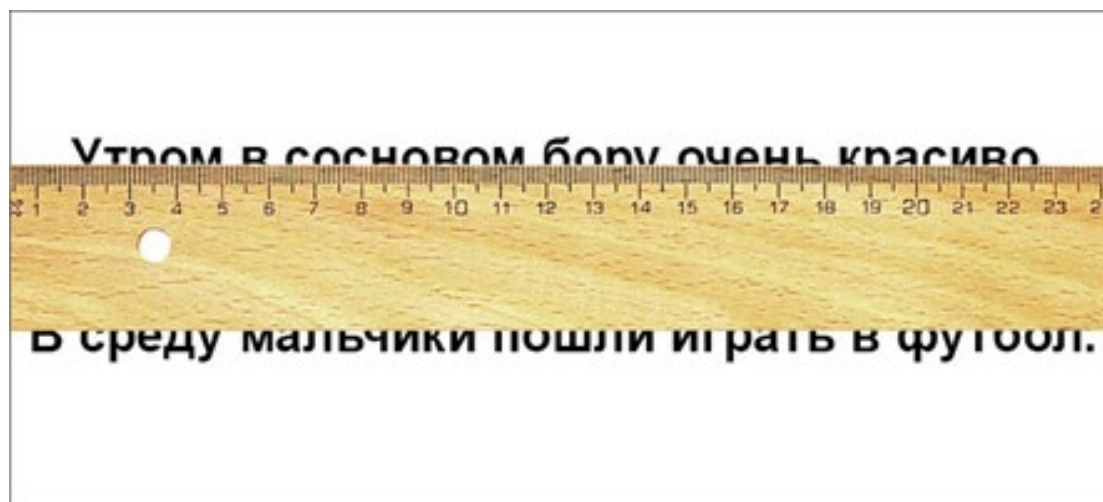 Утром в сосновом бору очень красиво
1 2 3 4 5 6 7 8 9 10 11 12 13 14 15 16 17 18 19 20 21 22 23
В среду мальчики пошли играть в футбол.